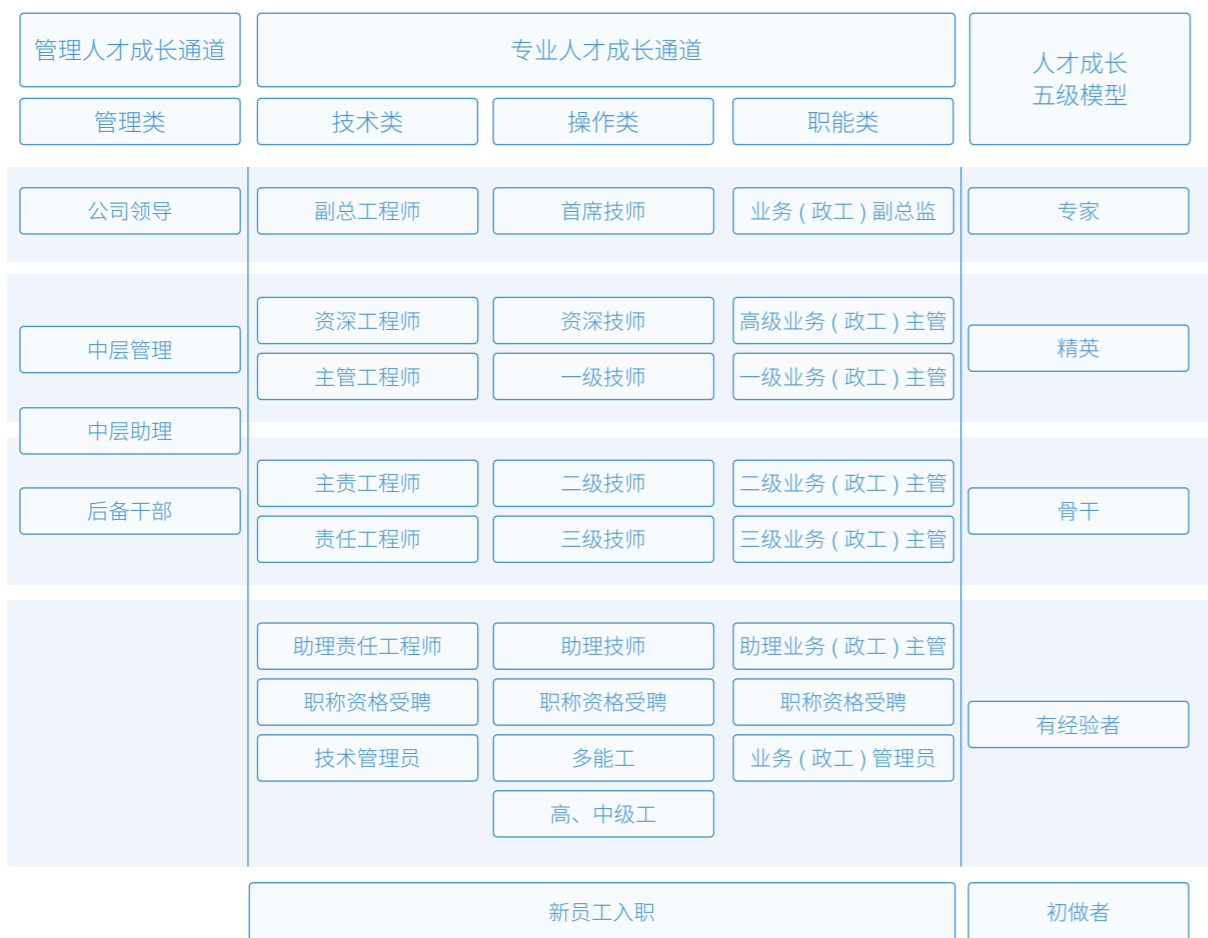 管理人才成长通道
专业人才成长通道
人才成长
五级模型
管理类
技术类
操作类
职能类
公司领导
副总工程师
首席技师
业务 ( 政工 ) 副总监
专家
中层管理
资深工程师
资深技师
高级业务 ( 政工 ) 主管
精英
主管工程师
一级技师
一级业务 ( 政工 ) 主管
中层助理
后备干部
主责工程师
二级技师
二级业务 ( 政工 ) 主管
骨干
责任工程师
三级技师
三级业务 ( 政工 ) 主管
助理责任工程师
助理技师
助理业务 ( 政工 ) 主管
职称资格受聘
职称资格受聘
职称资格受聘
有经验者
技术管理员
多能工
业务 ( 政工 ) 管理员
高、中级工
新员工入职
初做者